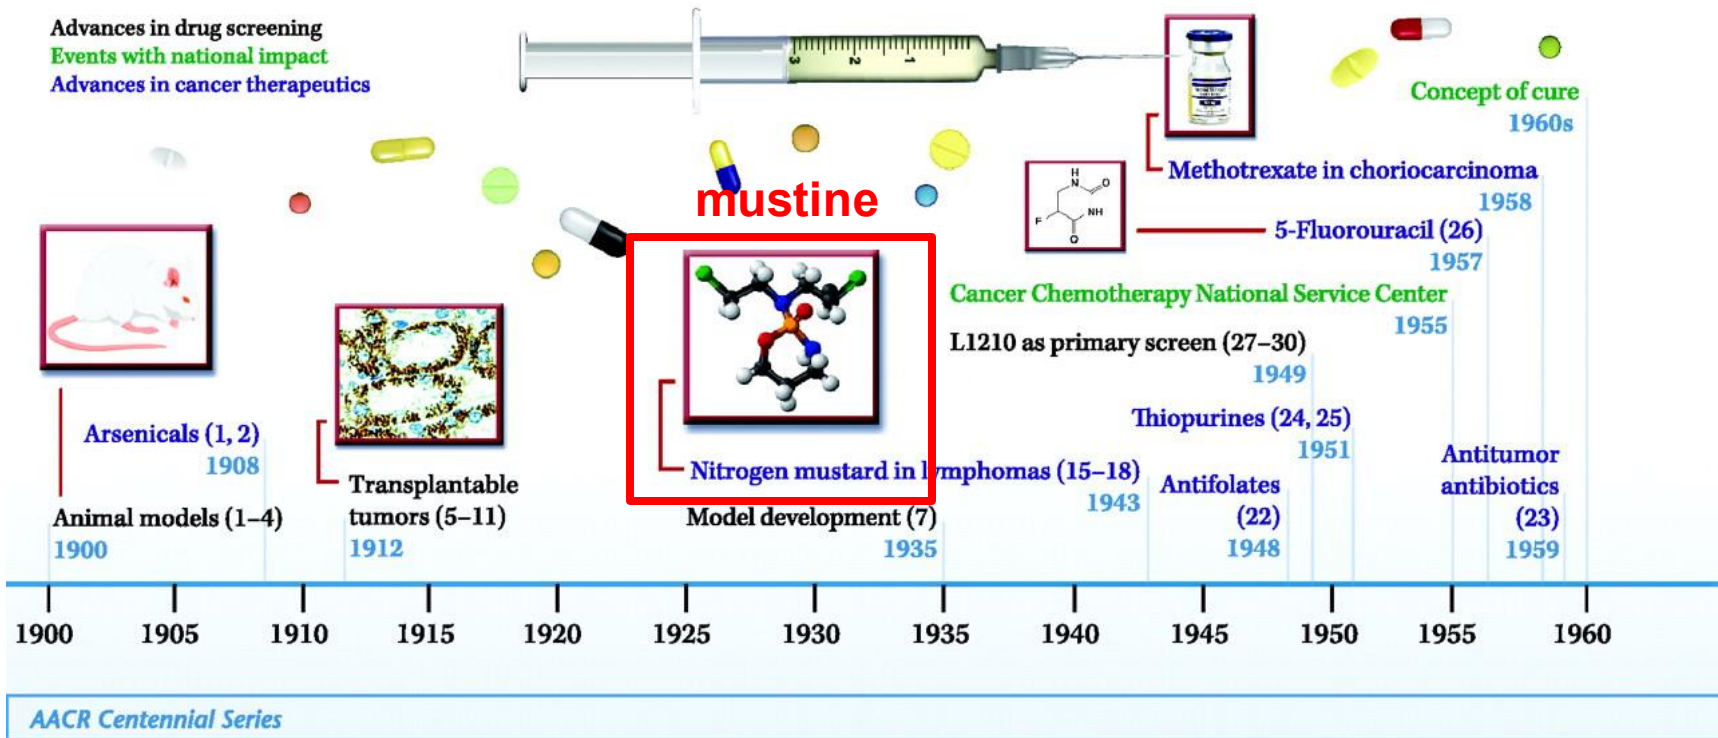 Advances in drug screening
Events with national impact
Advances in cancer therapeutics
3 2 1
Concept of cure
1960s
Methotrexate in choriocarcinoma
1958
H
N
O
F
NH
O
5-Fluorouracil (26)
1957
mustine
Cancer Chemotherapy National Service Center
1955
L1210 as primary screen (27–30)
1949
Thiopurines (24, 25)
1951
Arsenicals (1, 2)
1908
Nitrogen mustard in lymphomas (15–18)
1943
Antifolates
(22)
1948
Antitumor
antibiotics
(23)
1959
Transplantable
tumors (5–11)
1912
Animal models (1–4)
1900
Model development (7)
1935
1900 1905 1910 1915 1920 1925 1930 1935 1940 1945 1950 1955 1960
AACR Centennial Series